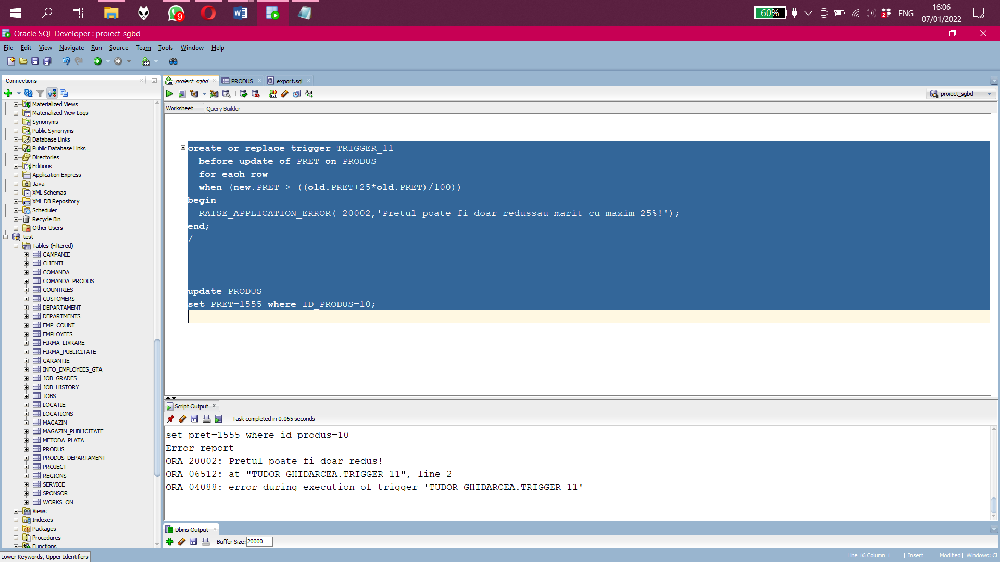 9
60%
2
ENG
16:06
07/01/2022
Oracle SQL Developer : proiect_sgbd
File Edit View Navigate Run Source Team Tools Window Help
Connections
Materialized Views
Materialized View Logs
Synonyms
Public Synonyms
Database Links
Public Database Links
Directories
Editions
Application Express
Java
XML Schemas
XML DB Repository
Scheduler
Recycle Bin
Other Users
test
Tables (Filtered)
CAMPANIE
CLIENTI
COMANDA
COMANDA_PRODUS
COUNTRIES
CUSTOMERS
DEPARTAMENT
DEPARTMENTS
EMP_COUNT
EMPLOYEES
FIRMA_LIVRARE
FIRMA_PUBLICITATE
GARANTIE
INFO_EMPLOYEES_GTA
JOB_GRADES
JOB_HISTORY
JOBS
LOCATIE
LOCATIONS
MAGAZIN
MAGAZIN_PUBLICITATE
METODA_PLATA
PRODUS
PRODUS_DEPARTAMENT
PROJECT
REGIONS
SERVICE
SPONSOR
WORKS_ON
Views
Indexes
Packages
Procedures
Functions
proiect_sgbd PRODUS export.sql
proiect_sgbd
Worksheet Query Builder
create or replace trigger TRIGGER_11
before update of PRET on PRODUS
for each row
when (new.PRET > ((old.PRET+25*old.PRET)/100))
begin
RAISE_APPLICATION_ERROR(-20002,'Pretul poate fi doar redussau marit cu maxim 25%!');
end;
/
update PRODUS
set PRET=1555 where ID_PRODUS=10;
Script Output
Task completed in 0.065 seconds
set pret=1555 where id_produs=10
Error report -
ORA-20002: Pretul poate fi doar redus!
ORA-06512: at "TUDOR_GHIDARCEA.TRIGGER_11", line 2
ORA-04088: error during execution of trigger 'TUDOR_GHIDARCEA.TRIGGER_11'
Dbms Output
Buffer Size: 20000
Lower Keywords, Upper Identifiers
Line 16 Column 1 Insert Modified Windows: